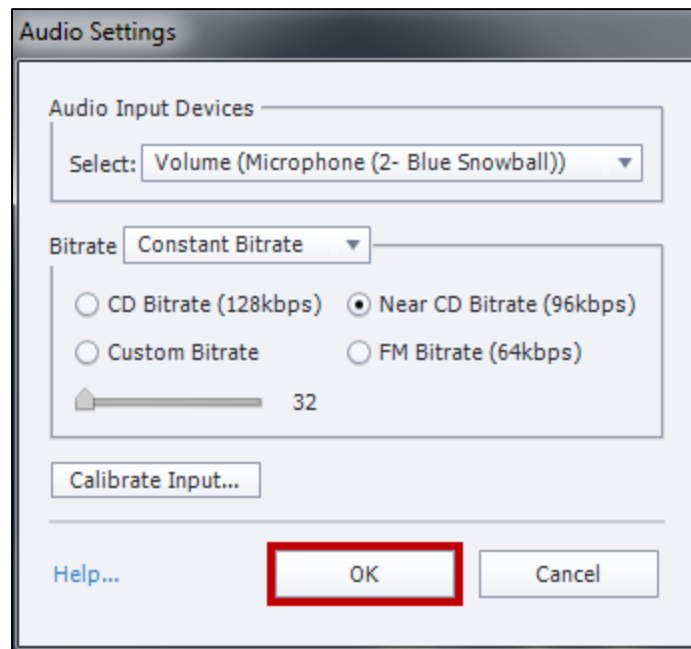 Audio Settings
Audio Input Devices
Select: Volume (Microphone (2- Blue Snowball))
Bitrate Constant Bitrate
CD Bitrate (128kbps) Near CD Bitrate (96kbps)
Custom Bitrate FM Bitrate (64kbps)
32
Calibrate Input...
Help... OK Cancel